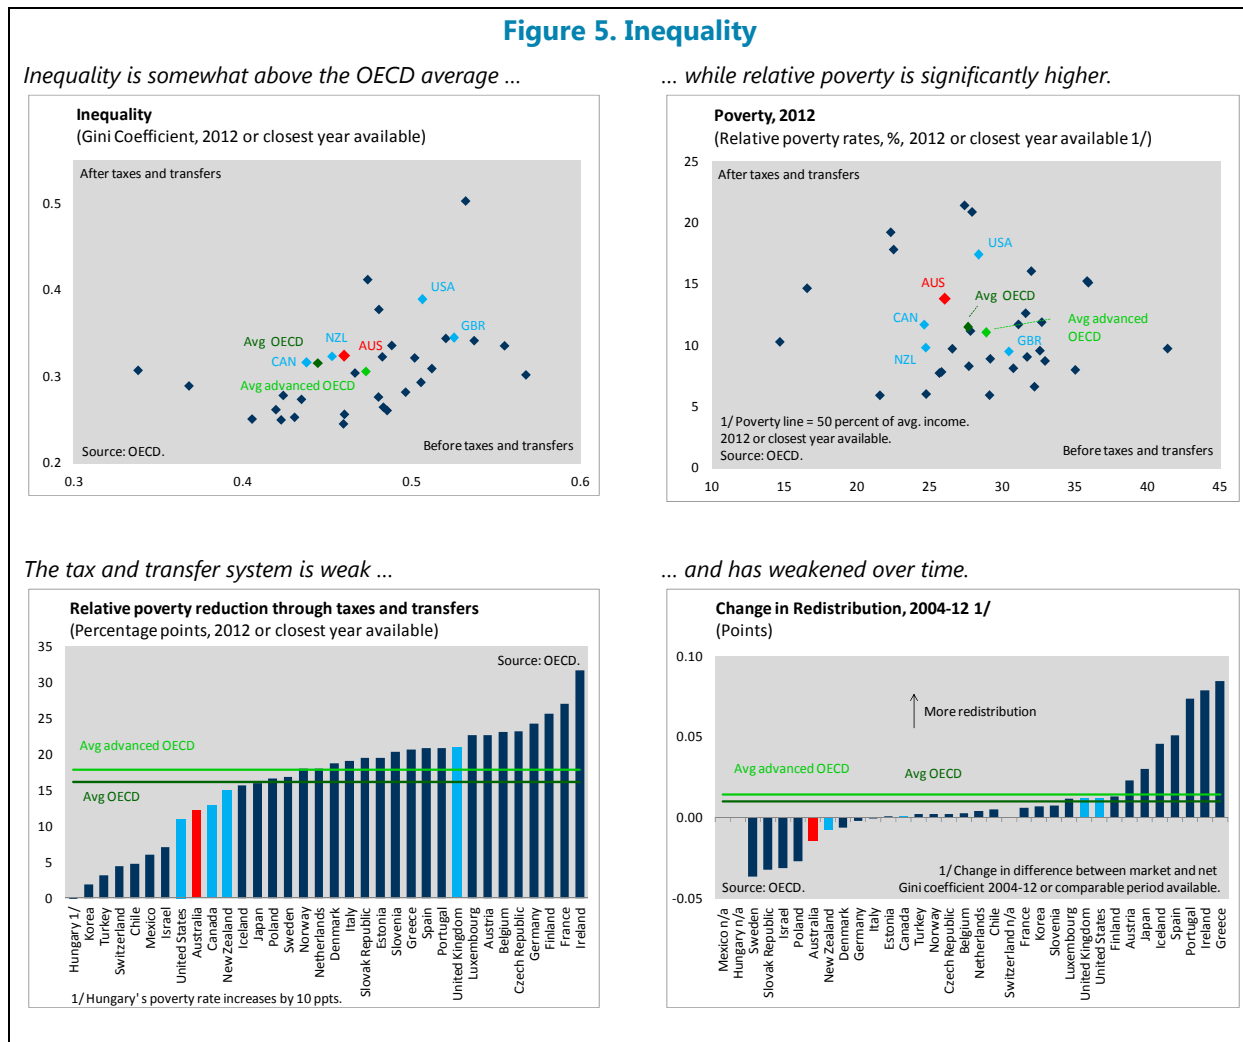 Figure 5. Inequality
Inequality is somewhat above the OECD average ...
Inequality
(Gini Coefficient, 2012 or closest year available)
After taxes and transfers
0.5
0.4
0.3
0.2
USA
GBR
NZL
Avg OECD
AUS
CAN
Avg advanced OECD
Source: OECD.
Before taxes and transfers
0.3
0.4
0.5
0.6
... while relative poverty is significantly higher.
Poverty, 2012
(Relative poverty rates, %, 2012 or closest year available 1/)
25
20
15
10
5
0
After taxes and transfers
USA
AUS
Avg OECD
CAN
Avg advanced
OECD
NZL
GBR
1/ Poverty line = 50 percent of avg. income.
2012 or closest year available.
Source: OECD.
Before taxes and transfers
10
15
20
25
30
35
40
45
The tax and transfer system is weak ...
Relative poverty reduction through taxes and transfers
(Percentage points, 2012 or closest year available)
35
30
25
20
15
10
5
0
Source: OECD.
Avg advanced OECD
Avg OECD
Hungary 1/
Korea
Turkey
Switzerland
Chile
Mexico
Israel
United States
Australia
Canada
New Zealand
Iceland
Japan
Poland
Sweden
Norway
Netherlands
Denmark
Italy
Slovak Republic
Estonia
Slovenia
Greece
Spain
Portugal
United Kingdom
Luxembourg
Austria
Belgium
Czech Republic
Germany
Finland
France
Ireland
1/ Hungary's poverty rate increases by 10 ppts.
... and has weakened over time.
Change in Redistribution, 2004-12 1/
(Points)
0.10
0.05
0.00
-0.05
More redistribution
Avg advanced OECD
Avg OECD
1/ Change in difference between market and net
Gini coefficient 2004-12 or comparable period available.
Source: OECD.
Mexico n/a
Hungary n/a
Sweden
Slovak Republic
Israel
Poland
Australia
New Zealand
Denmark
Germany
Italy
Estonia
Canada
Turkey
Norway
Czech Republic
Belgium
Netherlands
Chile
Switzerland n/a
France
Korea
Slovenia
Luxembourg
United Kingdom
United States
Finland
Austria
Japan
Iceland
Spain
Portugal
Ireland
Greece